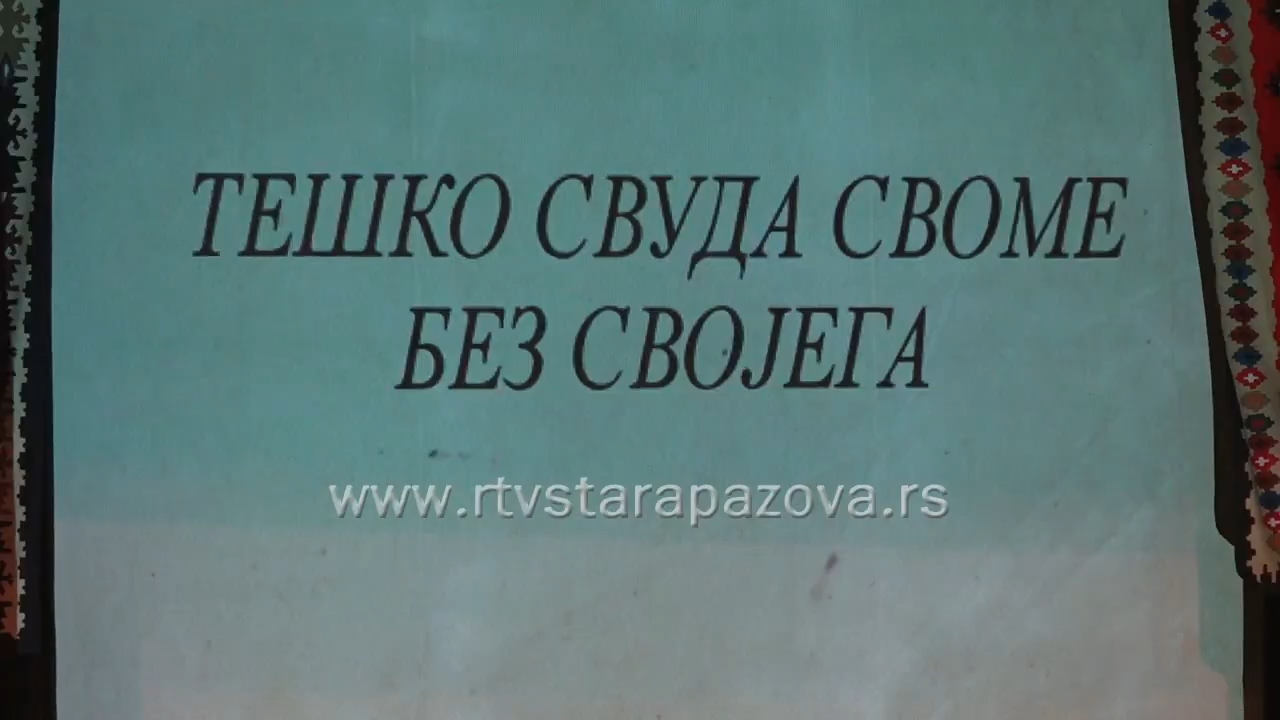 ТЕШКО СВУДА СВОМЕ
БЕЗ СВОЈЕГА
www.rtvstarapazova.rs